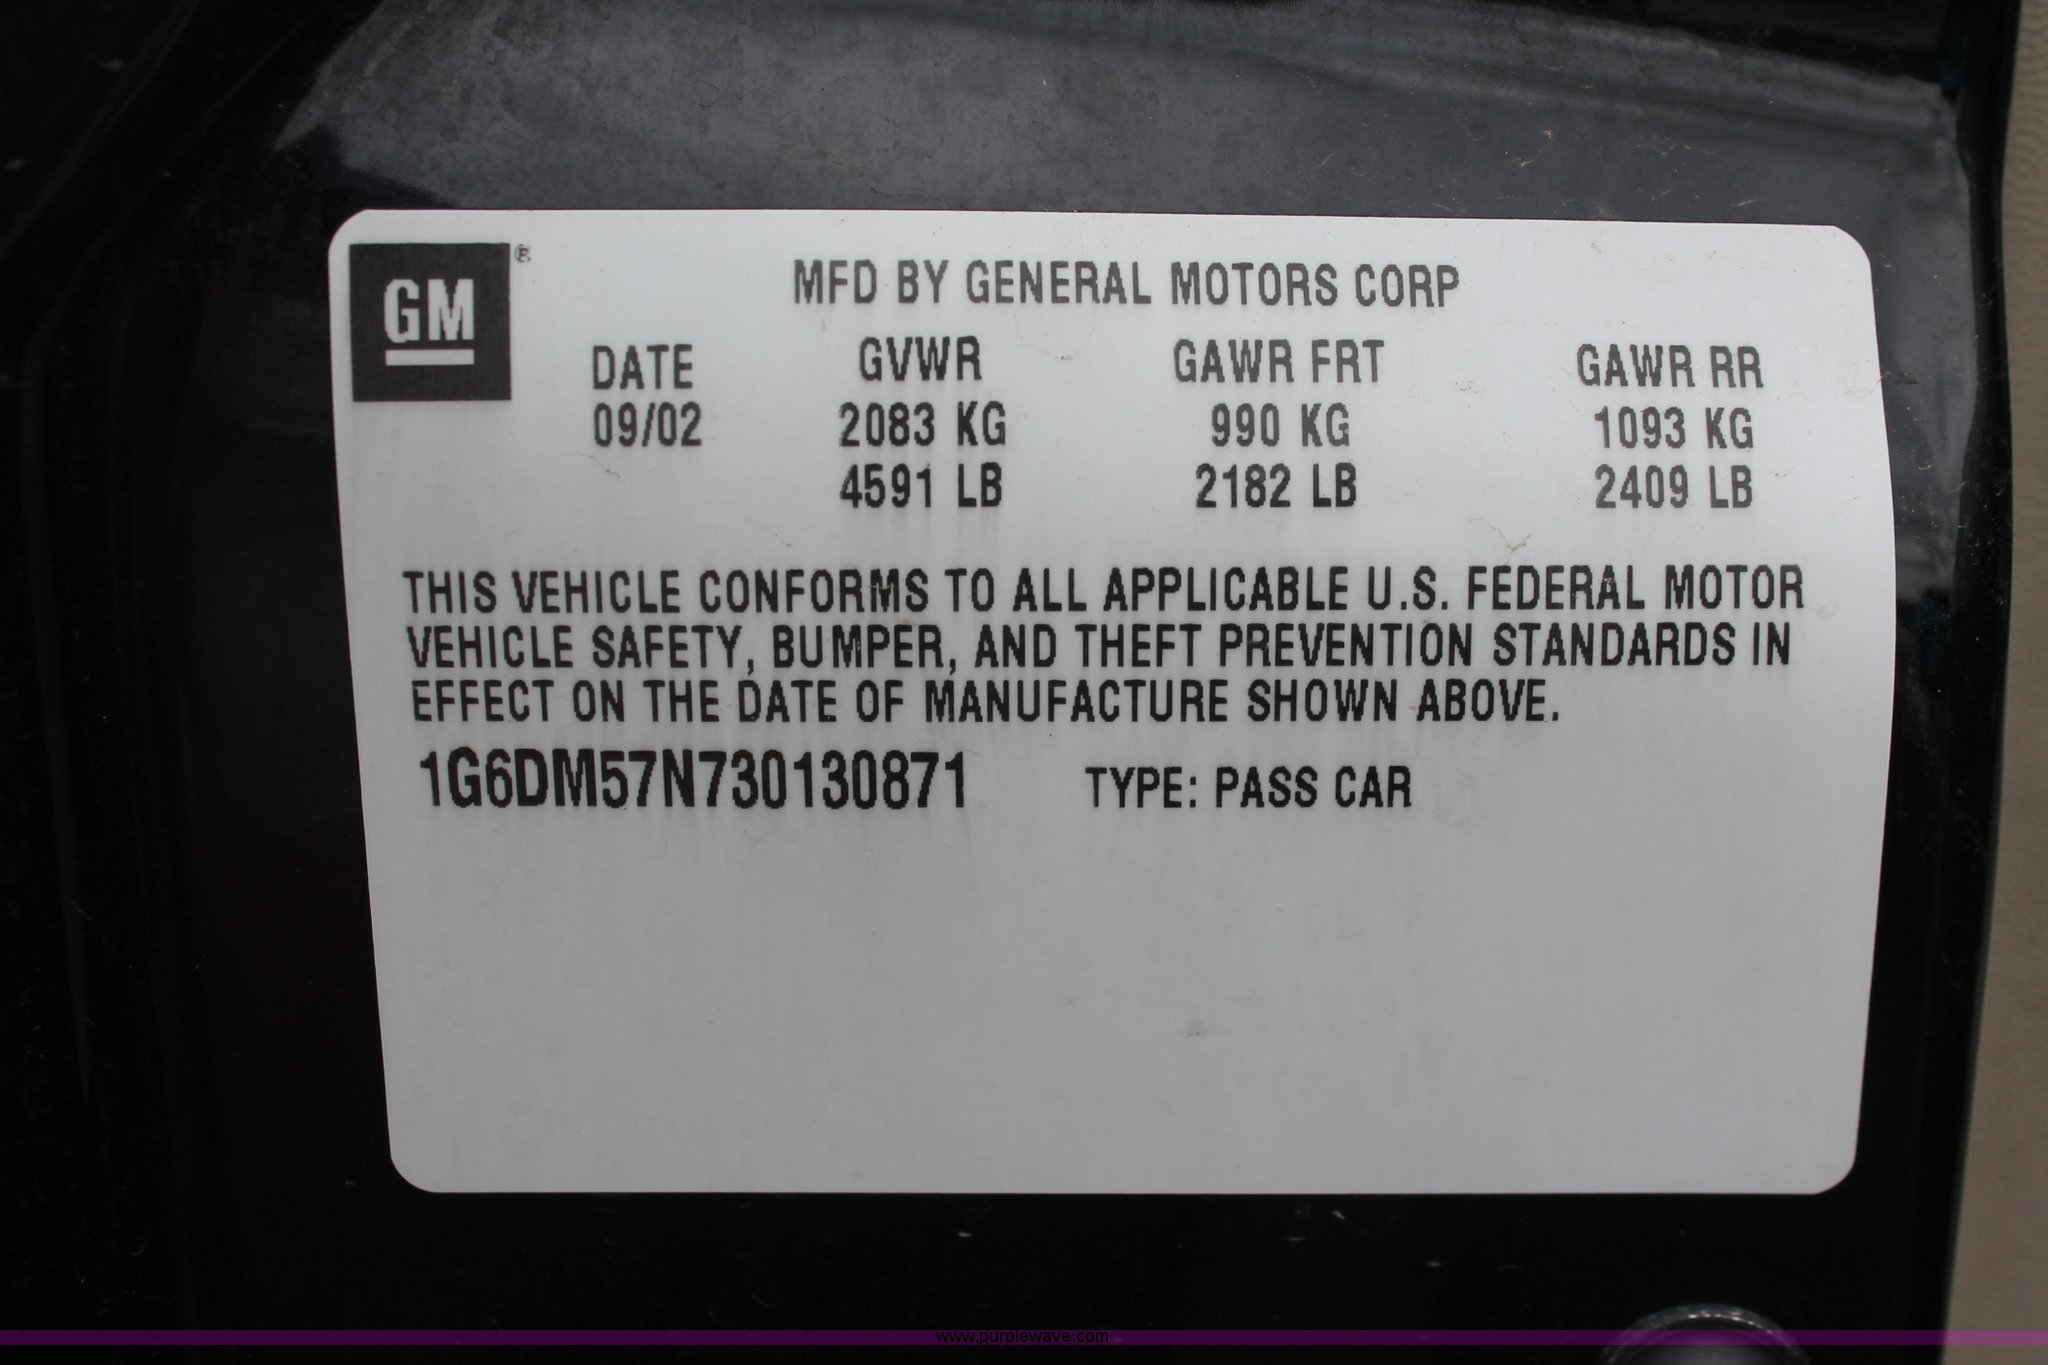 GM ®
MFD BY GENERAL MOTORS CORP
DATE GVWR GAWR FRT GAWR RR
09/02 2083 KG 990 KG 1093 KG
4591 LB 2182 LB 2409 LB
THIS VEHICLE CONFORMS TO ALL APPLICABLE U.S. FEDERAL MOTOR
VEHICLE SAFETY, BUMPER, AND THEFT PREVENTION STANDARDS IN
EFFECT ON THE DATE OF MANUFACTURE SHOWN ABOVE.
1G6DM57N730130871 TYPE: PASS CAR
www.purplewave.com